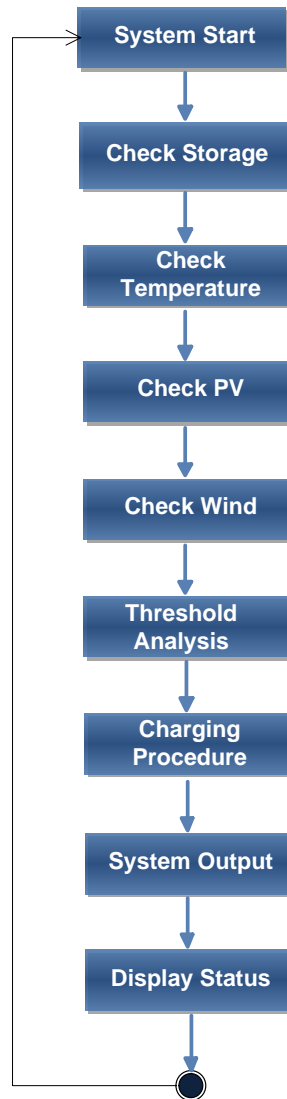 System Start
Check Storage
Check
Temperature
Check PV
Check Wind
Threshold
Analysis
Charging
Procedure
System Output
Display Status